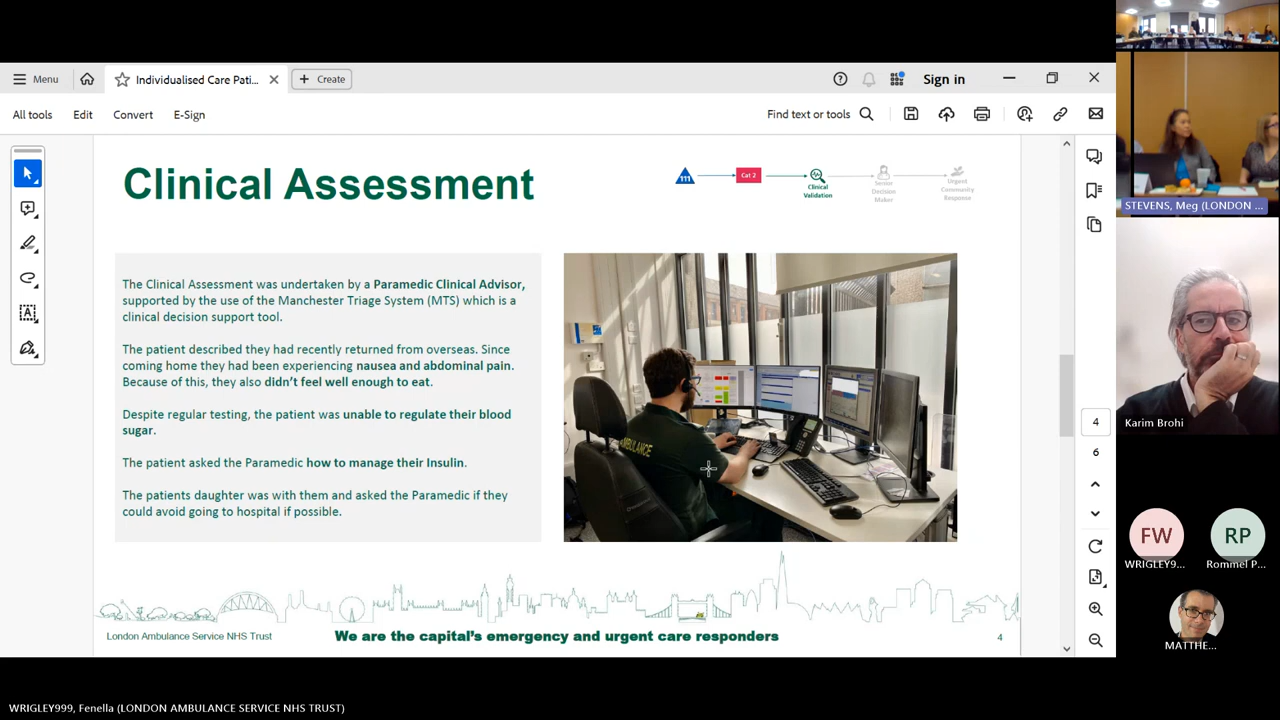 Menu
Individualised Care Pati...
Create
Sign in
All tools
Edit
Convert
E-Sign
Find text or tools
Clinical Assessment
111
Cat 2
Clinical
Validation
Senior
Decision
Maker
Urgent
Community
Response
The Clinical Assessment was undertaken by a Paramedic Clinical Advisor,
supported by the use of the Manchester Triage System (MTS) which is a
clinical decision support tool.
The patient described they had recently returned from overseas. Since
coming home they had been experiencing nausea and abdominal pain.
Because of this, they also didn't feel well enough to eat.
Despite regular testing, the patient was unable to regulate their blood
sugar.
The patient asked the Paramedic how to manage their Insulin.
The patients daughter was with them and asked the Paramedic if they
could avoid going to hospital if possible.
AMBULANCE
London Ambulance Service NHS Trust
We are the capital's emergency and urgent care responders
4
4
6
STEVENS, Meg (LONDON ...
Karim Brohi
FW
WRIGLEY9...
RP
Rommel P...
MATTHE...
WRIGLEY999, Fenella (LONDON AMBULANCE SERVICE NHS TRUST)